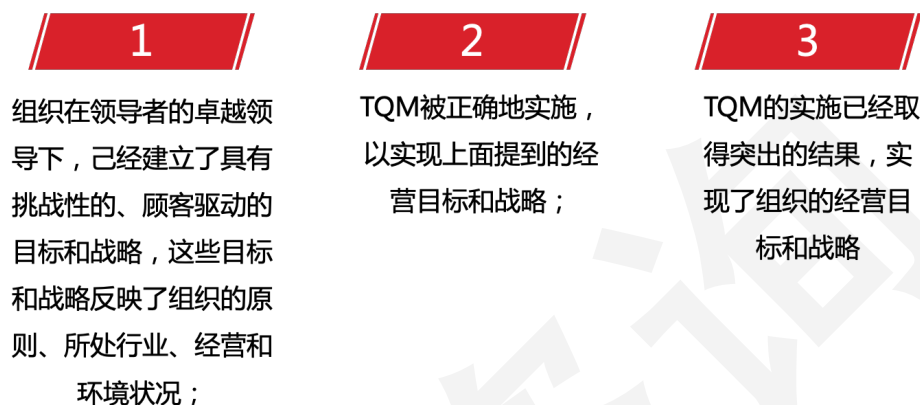 1
组织在领导者的卓越领
导下，己经建立了具有
挑战性的、顾客驱动的
目标和战略，这些目标
和战略反映了组织的原
则、所处行业、经营和
环境状况；
2
TQM被正确地实施，
以实现上面提到的经
营目标和战略；
3
TQM的实施已经取
得突出的结果，实
现了组织的经营目
标和战略
咨询